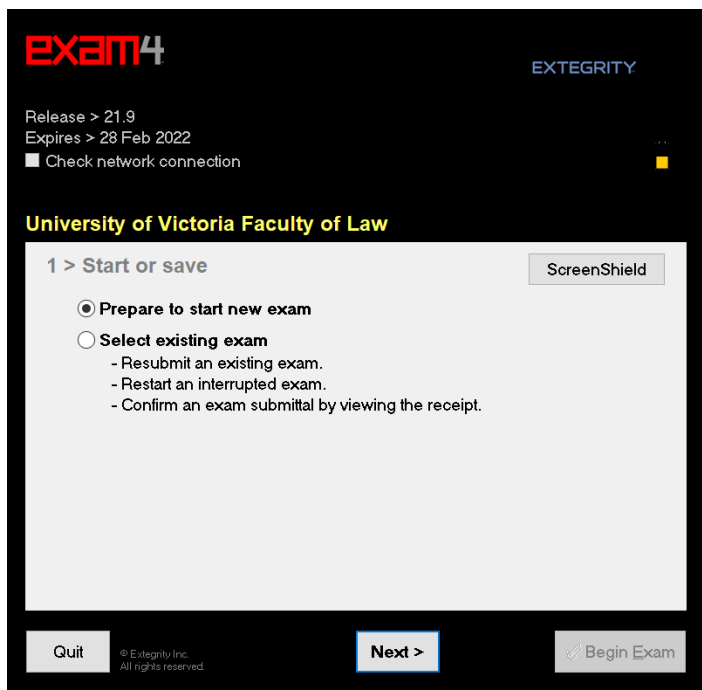 exam4
EXTEGRITY
Release > 21.9
Expires > 28 Feb 2022
Check network connection
University of Victoria Faculty of Law
1 > Start or save
ScreenShield
Prepare to start new exam
Select existing exam
- Resubmit an existing exam.
- Restart an interrupted exam.
- Confirm an exam submittal by viewing the receipt.
Quit
© Extegrity Inc.
All rights reserved.
Next >
Begin Exam